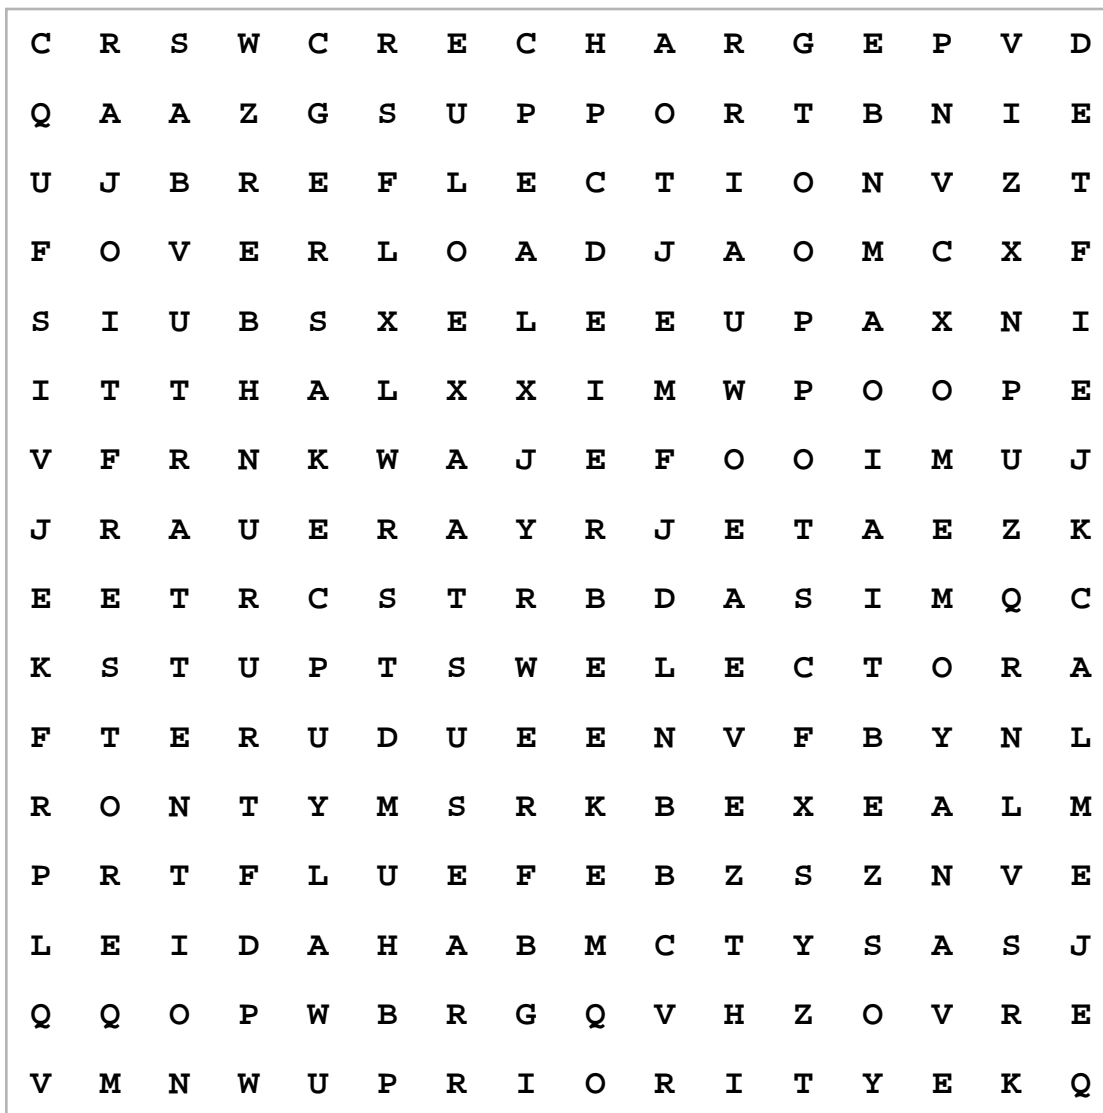 C R S W C R E C H A R G E P V D
Q A A Z G S U P P O R T B N I E
U J B R E F L E C T I O N V Z T
F O V E R L O A D J A O M C X F
S I U B S X E L E E U P A X N I
I T T H A L X X I M W P O O P E
V F R N K W A J E F O O I M U J
J R A U E R A Y R J E T A E Z K
E E T R C S T R B D A S I M Q C
K S T U P T S W E L E C T O R A
F T E R U D U E E N V F B Y N L
R O N T Y M S R K B E X E A L M
P R T F L U E F E B Z S Z N V E
L E I D A H A B M C T Y S A S J
Q Q O P W B R G Q V H Z O V R E
V M N W U P R I O R I T Y E K Q